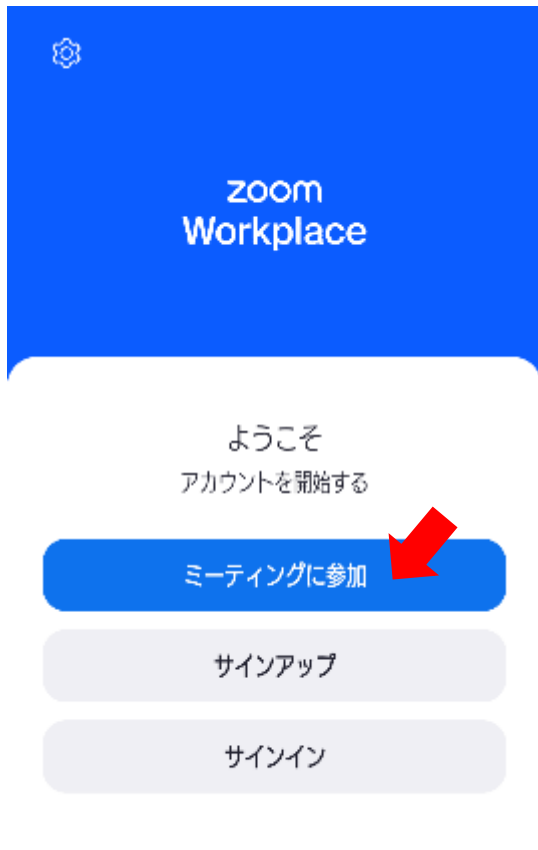 zoom
Workplace
ようこそ
アカウントを開始する
ミーティングに参加
サインアップ
サインイン